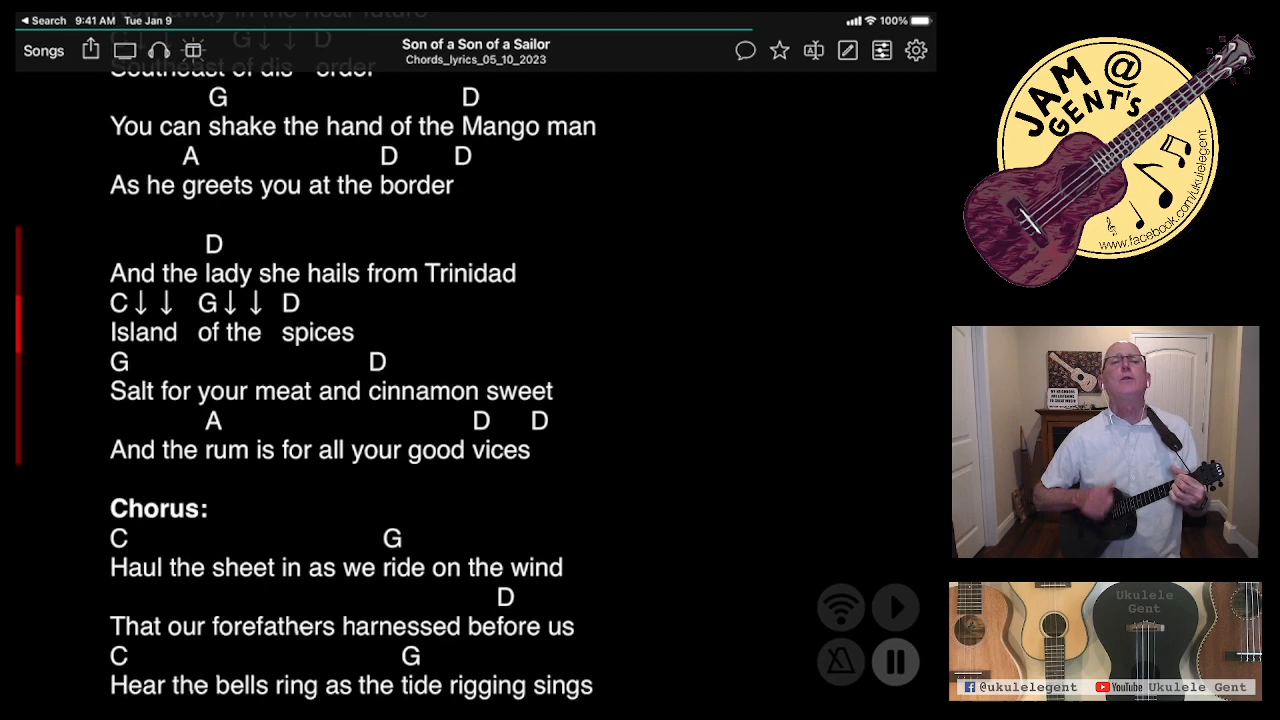 Search 9:41 AM Tue Jan 9 100%
Songs
Son of a Son of a Sailor
Chords_lyrics_05_10_2023
C↓ ↓ G↓ ↓ D
Southeast of dis order
G D
You can shake the hand of the Mango man
A D D
As he greets you at the border
D
And the lady she hails from Trinidad
C↓ ↓ G↓ ↓ D
Island of the spices
G D
Salt for your meat and cinnamon sweet
A D D
And the rum is for all your good vices
Chorus:
C G
Haul the sheet in as we ride on the wind
D
That our forefathers harnessed before us
C G
Hear the bells ring as the tide rigging sings
JAM @
GENT'S
www.facebook.com/ukulelegent
Ukulele
Gent
@ukulelegent YouTube Ukulele Gent